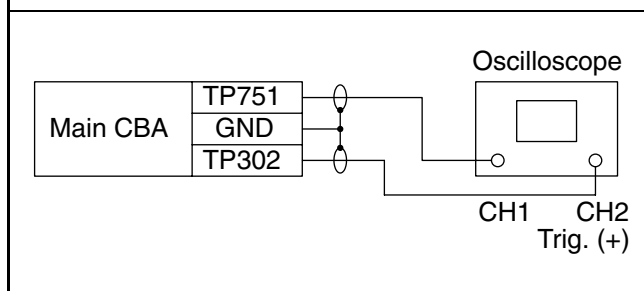 Oscilloscope
Main CBA
TP751
GND
TP302
CH1
CH2
Trig. (+)